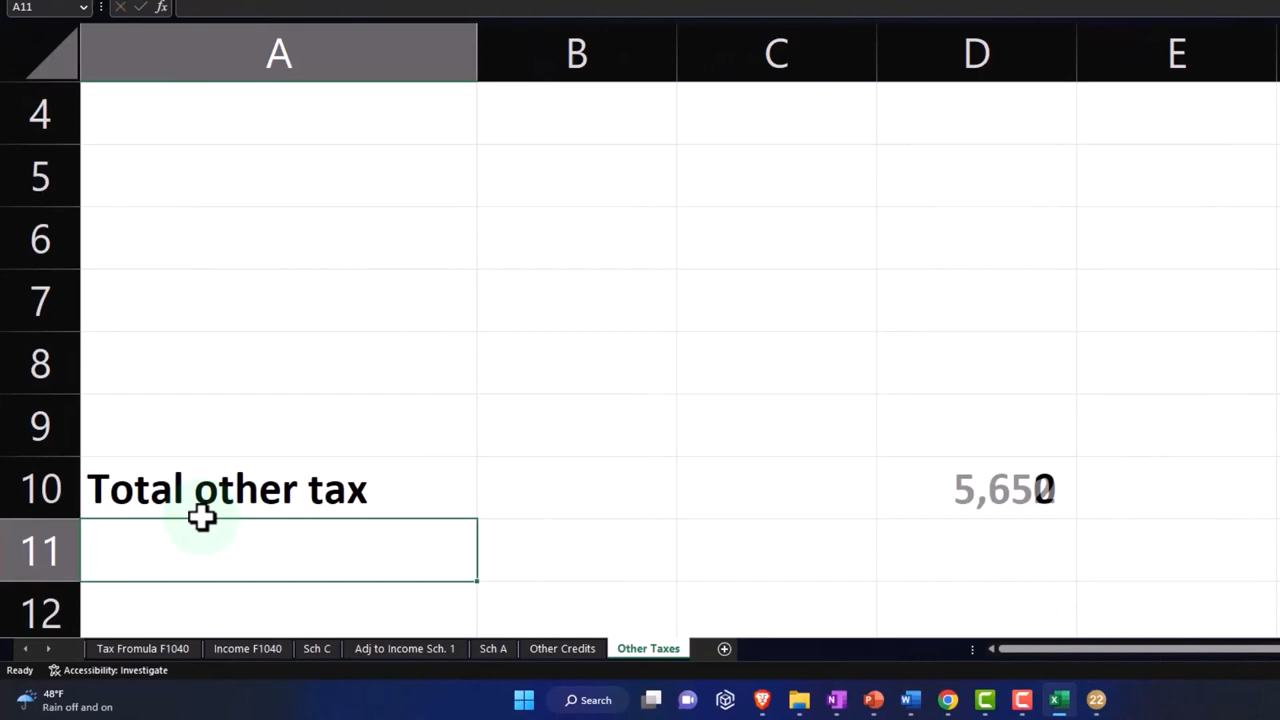 A11
fx
A B C D E
4
5
6
7
8
9
10 Total other tax
11
12
Tax Fromula F1040 Income F1040 Sch C Adj to Income Sch. 1 Sch A Other Credits Other Taxes
Ready Accessibility: Investigate
48°F
Rain off and on
Search
22